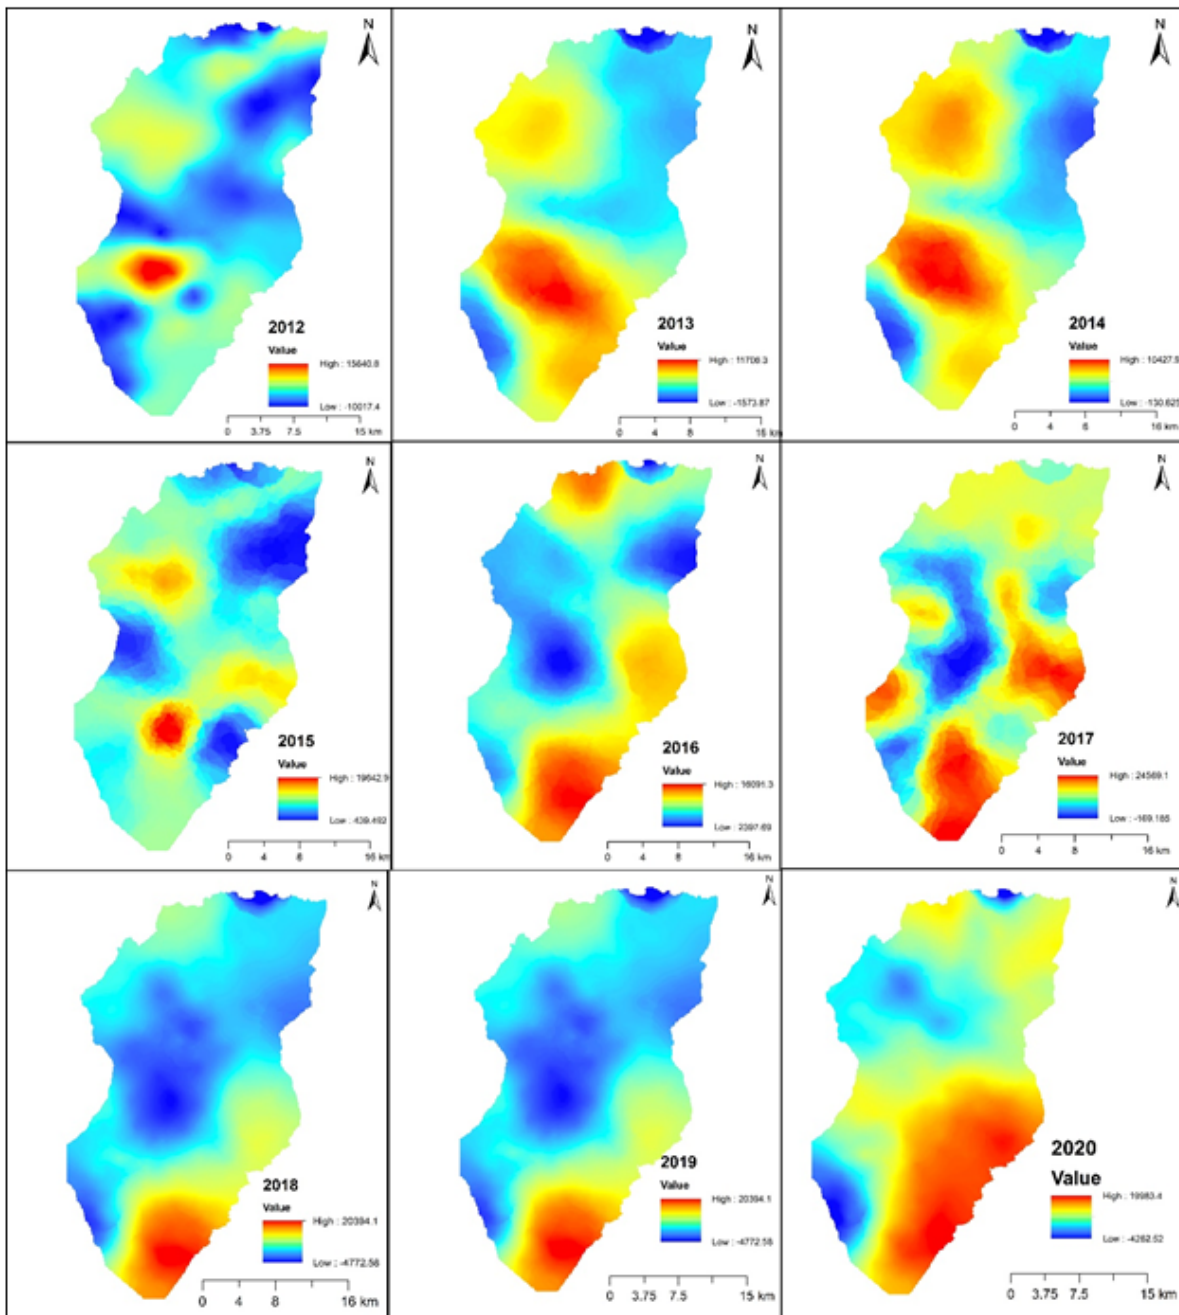 N
2012
Value
High : 15640.8
Low : -10017.4
0 3.75 7.5 15 km
N
2013
Value
High : 11708.3
Low : -1573.87
0 4 8 16 km
N
2014
Value
High : 10427.9
Low : -130.625
0 4 8 16 km
N
2015
Value
High : 19642.9
Low : 439.492
0 4 8 16 km
N
2016
Value
High : 16091.3
Low : 2397.69
0 4 8 16 km
N
2017
Value
High : 24569.1
Low : -169.185
0 4 8 16 km
N
2018
Value
High : 20394.1
Low : -4772.58
0 4 8 16 km
N
2019
Value
High : 20394.1
Low : -4772.58
0 3.75 7.5 15 km
N
2020
Value
High : 19983.4
Low : -4262.52
0 3.75 7.5 15 km